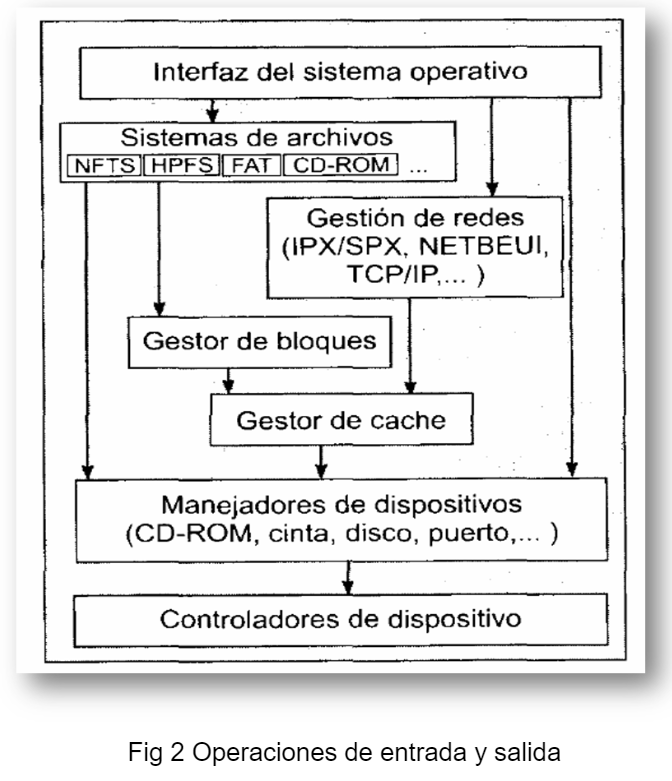 Interfaz del sistema operativo
Sistemas de archivos
NFTS HPFS FAT CD-ROM ...
Gestión de redes
(IPX/SPX, NETBEUI,
TCP/IP,... )
Gestor de bloques
Gestor de cache
Manejadores de dispositivos
(CD-ROM, cinta, disco, puerto,... )
Controladores de dispositivo
Fig 2 Operaciones de entrada y salida